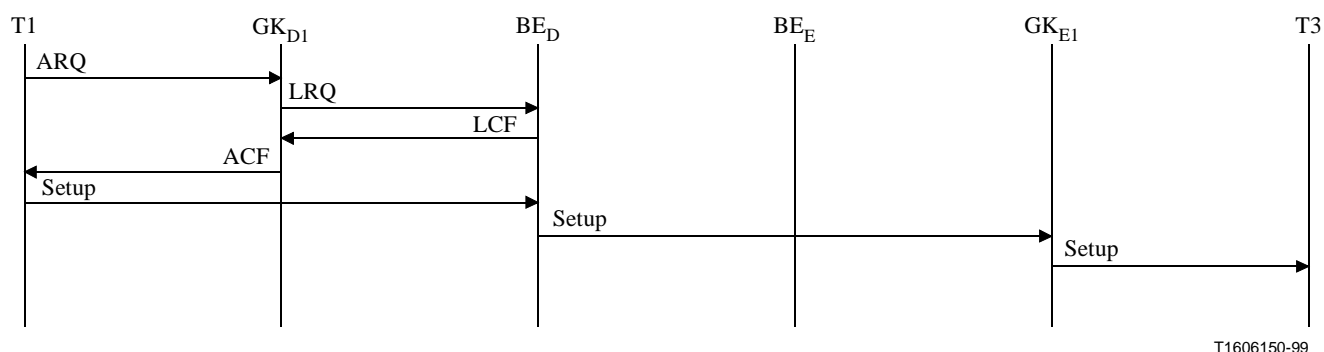 T1 GK_D1 BE_D BE_E GK_E1 T3
ARQ
LRQ
LCF
ACF
Setup
Setup
Setup
T1606150-99